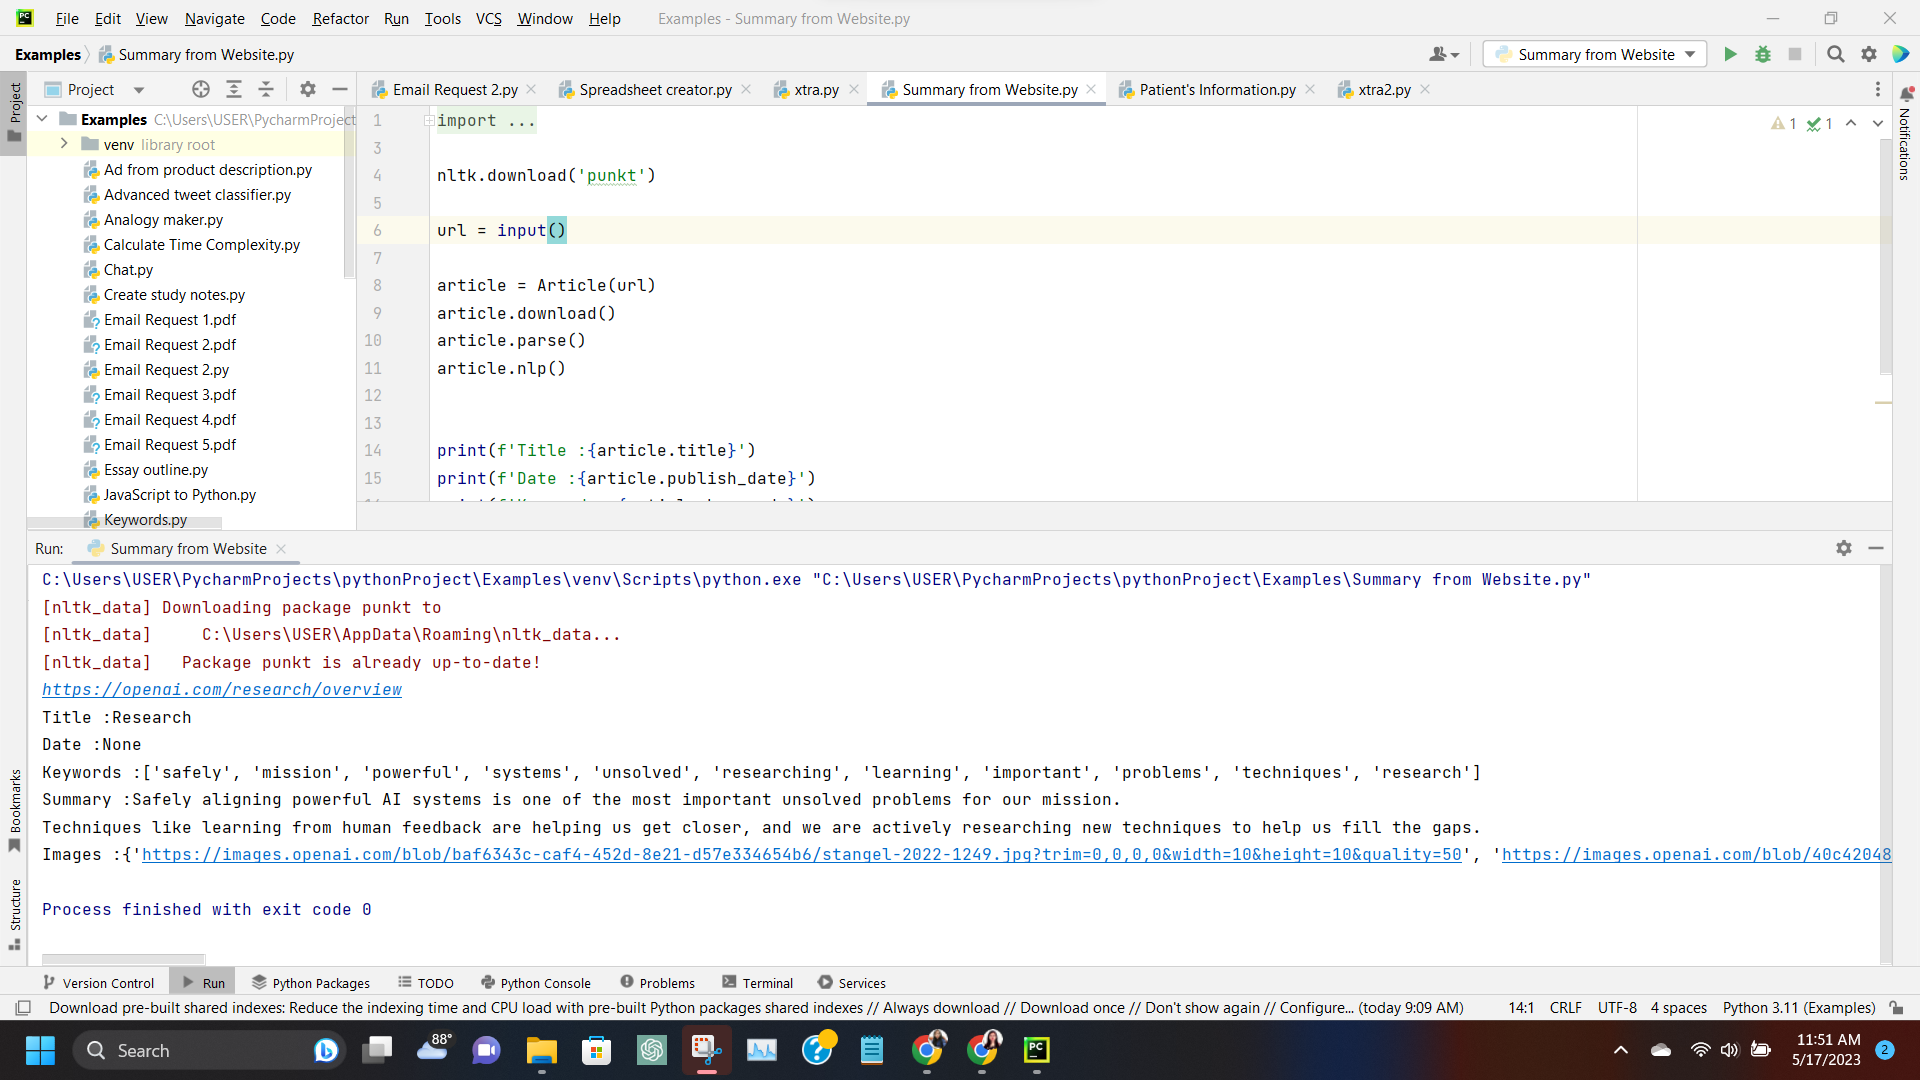 PC File Edit View Navigate Code Refactor Run Tools VCS Window Help Examples - Summary from Website.py
Examples Summary from Website.py Summary from Website
Project Email Request 2.py Spreadsheet creator.py xtra.py Summary from Website.py Patient's Information.py xtra2.py
Project
Notifications
Examples C:\Users\USER\PycharmProject
venv library root
Ad from product description.py
Advanced tweet classifier.py
Analogy maker.py
Calculate Time Complexity.py
Chat.py
Create study notes.py
Email Request 1.pdf
Email Request 2.pdf
Email Request 2.py
Email Request 3.pdf
Email Request 4.pdf
Email Request 5.pdf
Essay outline.py
JavaScript to Python.py
Keywords.py
1 import ...
1 1
3
4 nltk.download('punkt')
5
6 url = input()
7
8 article = Article(url)
9 article.download()
10 article.parse()
11 article.nlp()
12
13
14 print(f'Title :{article.title}')
15 print(f'Date :{article.publish_date}')
Run: Summary from Website
C:\Users\USER\PycharmProjects\pythonProject\Examples\venv\Scripts\python.exe "C:\Users\USER\PycharmProjects\pythonProject\Examples\Summary from Website.py"
[nltk_data] Downloading package punkt to
[nltk_data]     C:\Users\USER\AppData\Roaming\nltk_data...
[nltk_data]   Package punkt is already up-to-date!
https://openai.com/research/overview
Title :Research
Date :None
Keywords :['safely', 'mission', 'powerful', 'systems', 'unsolved', 'researching', 'learning', 'important', 'problems', 'techniques', 'research']
Summary :Safely aligning powerful AI systems is one of the most important unsolved problems for our mission.
Techniques like learning from human feedback are helping us get closer, and we are actively researching new techniques to help us fill the gaps.
Images :{'https://images.openai.com/blob/baf6343c-caf4-452d-8e21-d57e334654b6/stangel-2022-1249.jpg?trim=0,0,0,0&width=10&height=10&quality=50', 'https://images.openai.com/blob/40c42048
Process finished with exit code 0
Bookmarks
Structure
Version Control Run Python Packages TODO Python Console Problems Terminal Services
Download pre-built shared indexes: Reduce the indexing time and CPU load with pre-built Python packages shared indexes // Always download // Download once // Don't show again // Configure... (today 9:09 AM) 14:1 CRLF UTF-8 4 spaces Python 3.11 (Examples)
Search 88° PC 11:51 AM
5/17/2023 2